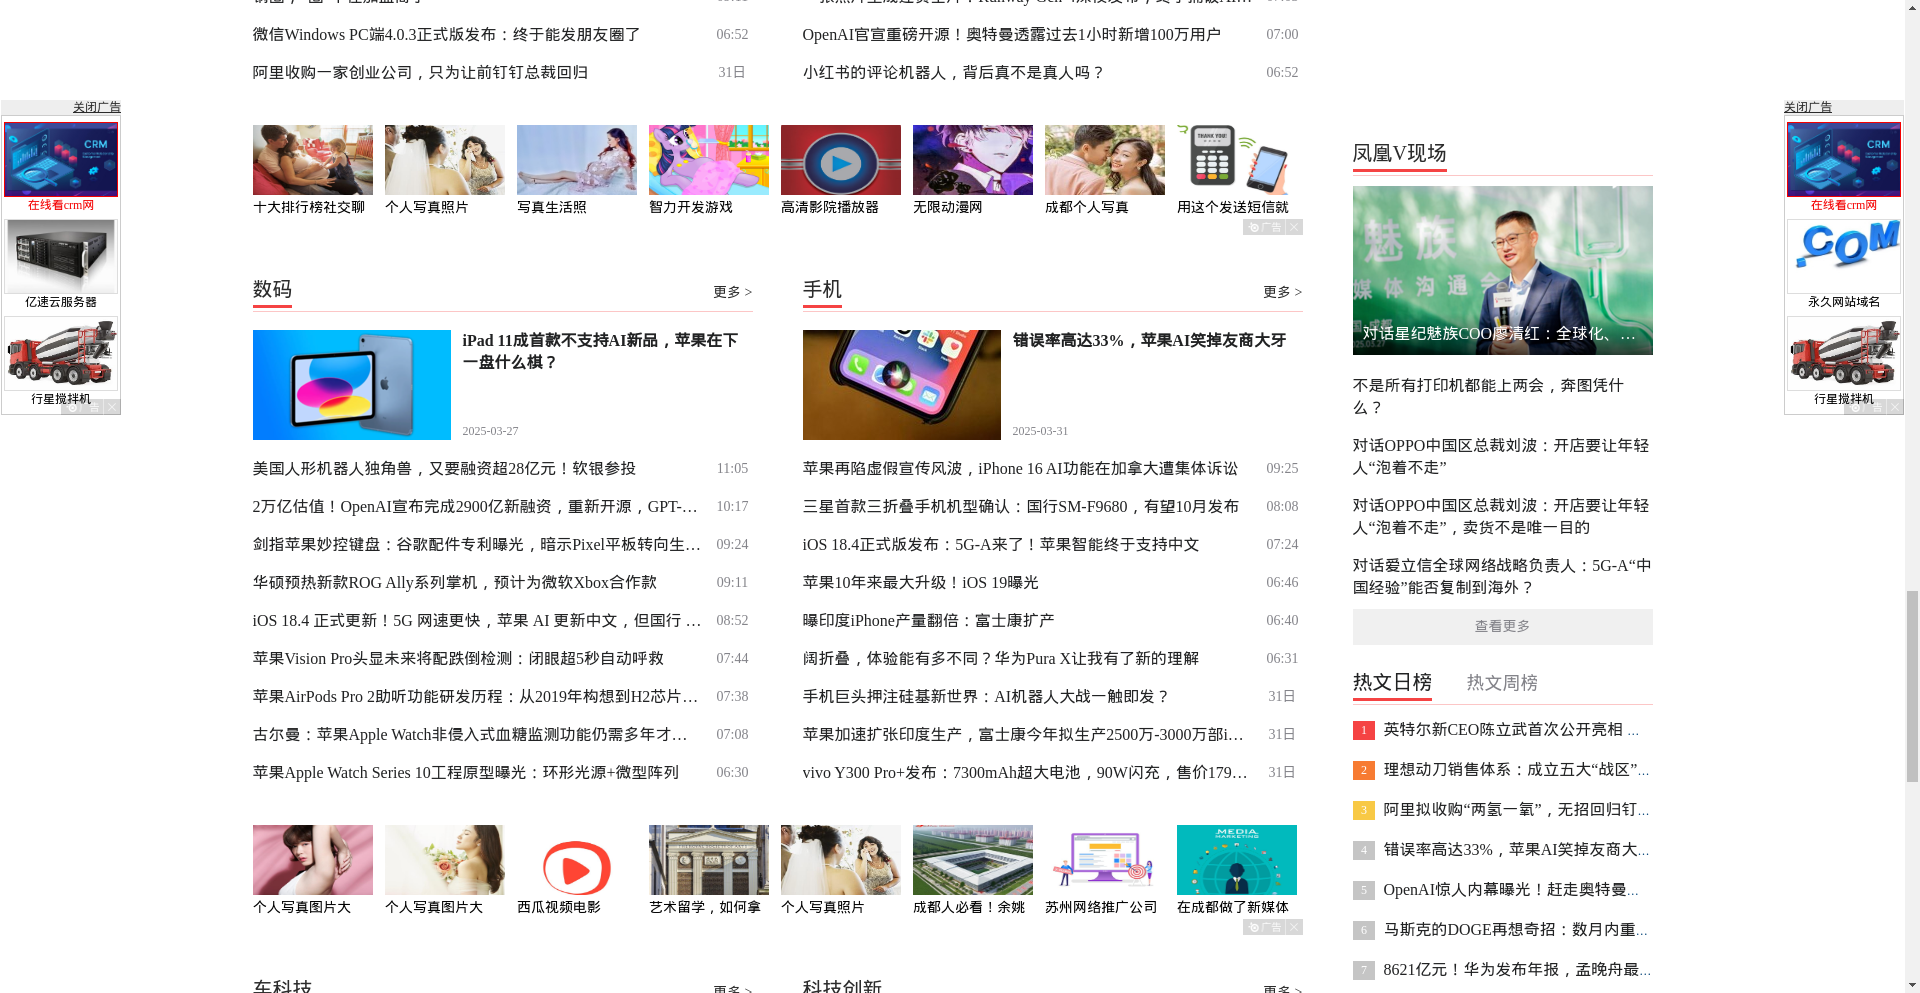 微信Windows PC端4.0.3正式版发布：终于能发朋友圈了 06:52
阿里收购一家创业公司，只为让前钉钉总裁回归 31日
OpenAI官宣重磅开源！奥特曼透露过去1小时新增100万用户 07:00
小红书的评论机器人，背后真不是真人吗？ 06:52
关闭广告
在线看crm网
亿速云服务器
行星搅拌机
广告
十大排行榜社交聊
个人写真照片
写真生活照
智力开发游戏
高清影院播放器
无限动漫网
成都个人写真
用这个发送短信就
广告
数码
更多 >
iPad 11成首款不支持AI新品，苹果在下
一盘什么棋？
2025-03-27
美国人形机器人独角兽，又要融资超28亿元！软银参投 11:05
2万亿估值！OpenAI宣布完成2900亿新融资，重新开源，GPT-… 10:17
剑指苹果妙控键盘：谷歌配件专利曝光，暗示Pixel平板转向生… 09:24
华硕预热新款ROG Ally系列掌机，预计为微软Xbox合作款 09:11
iOS 18.4 正式更新！5G 网速更快，苹果 AI 更新中文，但国行 … 08:52
苹果Vision Pro头显未来将配跌倒检测：闭眼超5秒自动呼救 07:44
苹果AirPods Pro 2助听功能研发历程：从2019年构想到H2芯片… 07:38
古尔曼：苹果Apple Watch非侵入式血糖监测功能仍需多年才… 07:08
苹果Apple Watch Series 10工程原型曝光：环形光源+微型阵列 06:30
手机
更多 >
错误率高达33%，苹果AI笑掉友商大牙
2025-03-31
苹果再陷虚假宣传风波，iPhone 16 AI功能在加拿大遭集体诉讼 09:25
三星首款三折叠手机机型确认：国行SM-F9680，有望10月发布 08:08
iOS 18.4正式版发布：5G-A来了！苹果智能终于支持中文 07:24
苹果10年来最大升级！iOS 19曝光 06:46
曝印度iPhone产量翻倍：富士康扩产 06:40
阔折叠，体验能有多不同？华为Pura X让我有了新的理解 06:31
手机巨头押注硅基新世界：AI机器人大战一触即发？ 31日
苹果加速扩张印度生产，富士康今年拟生产2500万-3000万部i… 31日
vivo Y300 Pro+发布：7300mAh超大电池，90W闪充，售价179… 31日
个人写真图片大
个人写真图片大
西瓜视频电影
艺术留学，如何拿
个人写真照片
成都人必看！余姚
苏州网络推广公司
在成都做了新媒体
广告
车科技
更多 >
科技创新
更多 >
凤凰V现场
对话星纪魅族COO廖清红：全球化、…
不是所有打印机都能上两会，奔图凭什
么？
对话OPPO中国区总裁刘波：开店要让年轻
人“泡着不走”
对话OPPO中国区总裁刘波：开店要让年轻
人“泡着不走”，卖货不是唯一目的
对话爱立信全球网络战略负责人：5G-A“中
国经验”能否复制到海外？
查看更多
热文日榜
热文周榜
1 英特尔新CEO陈立武首次公开亮相 …
2 理想动刀销售体系：成立五大“战区”…
3 阿里拟收购“两氢一氧”，无招回归钉…
4 错误率高达33%，苹果AI笑掉友商大…
5 OpenAI惊人内幕曝光！赶走奥特曼…
6 马斯克的DOGE再想奇招：数月内重…
7 8621亿元！华为发布年报，孟晚舟最…
关闭广告
在线看crm网
永久网站域名
行星搅拌机
广告